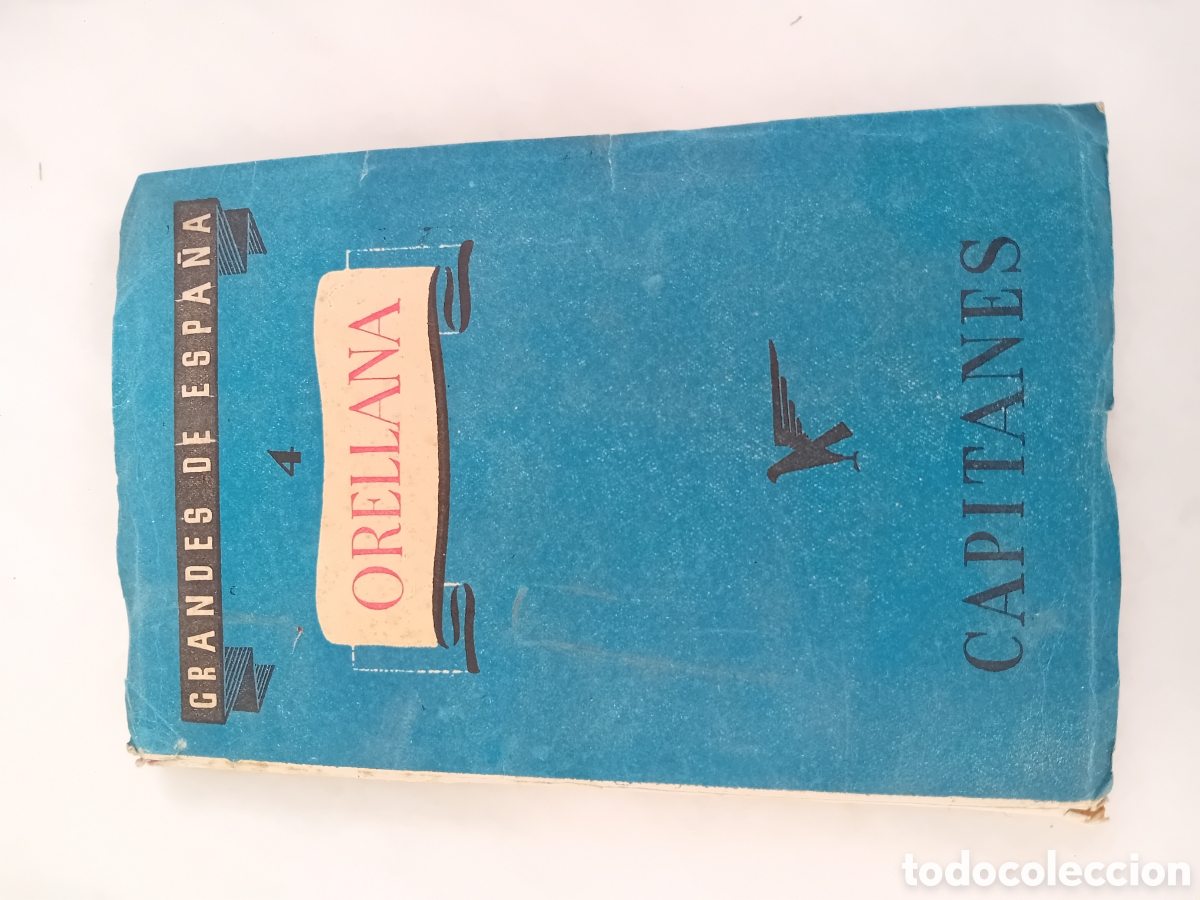 GRANDES DE ESPAÑA
4
ORELLANA
CAPITANES
todocoleccion